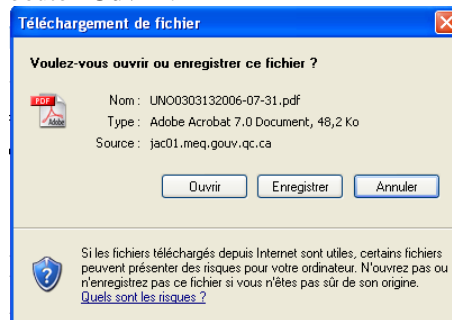 Téléchargement de fichier
Voulez-vous ouvrir ou enregistrer ce fichier ?
PDF
Adobe
Nom : UNO0303132006-07-31.pdf
Type : Adobe Acrobat 7.0 Document, 48,2 Ko
Source : jac01.meq.gouv.qc.ca
Ouvrir Enregistrer Annuler
Si les fichiers téléchargés depuis Internet sont utiles, certains fichiers
peuvent présenter des risques pour votre ordinateur. N'ouvrez pas ou
n'enregistrez pas ce fichier si vous n'êtes pas sûr de son origine.
Quels sont les risques ?